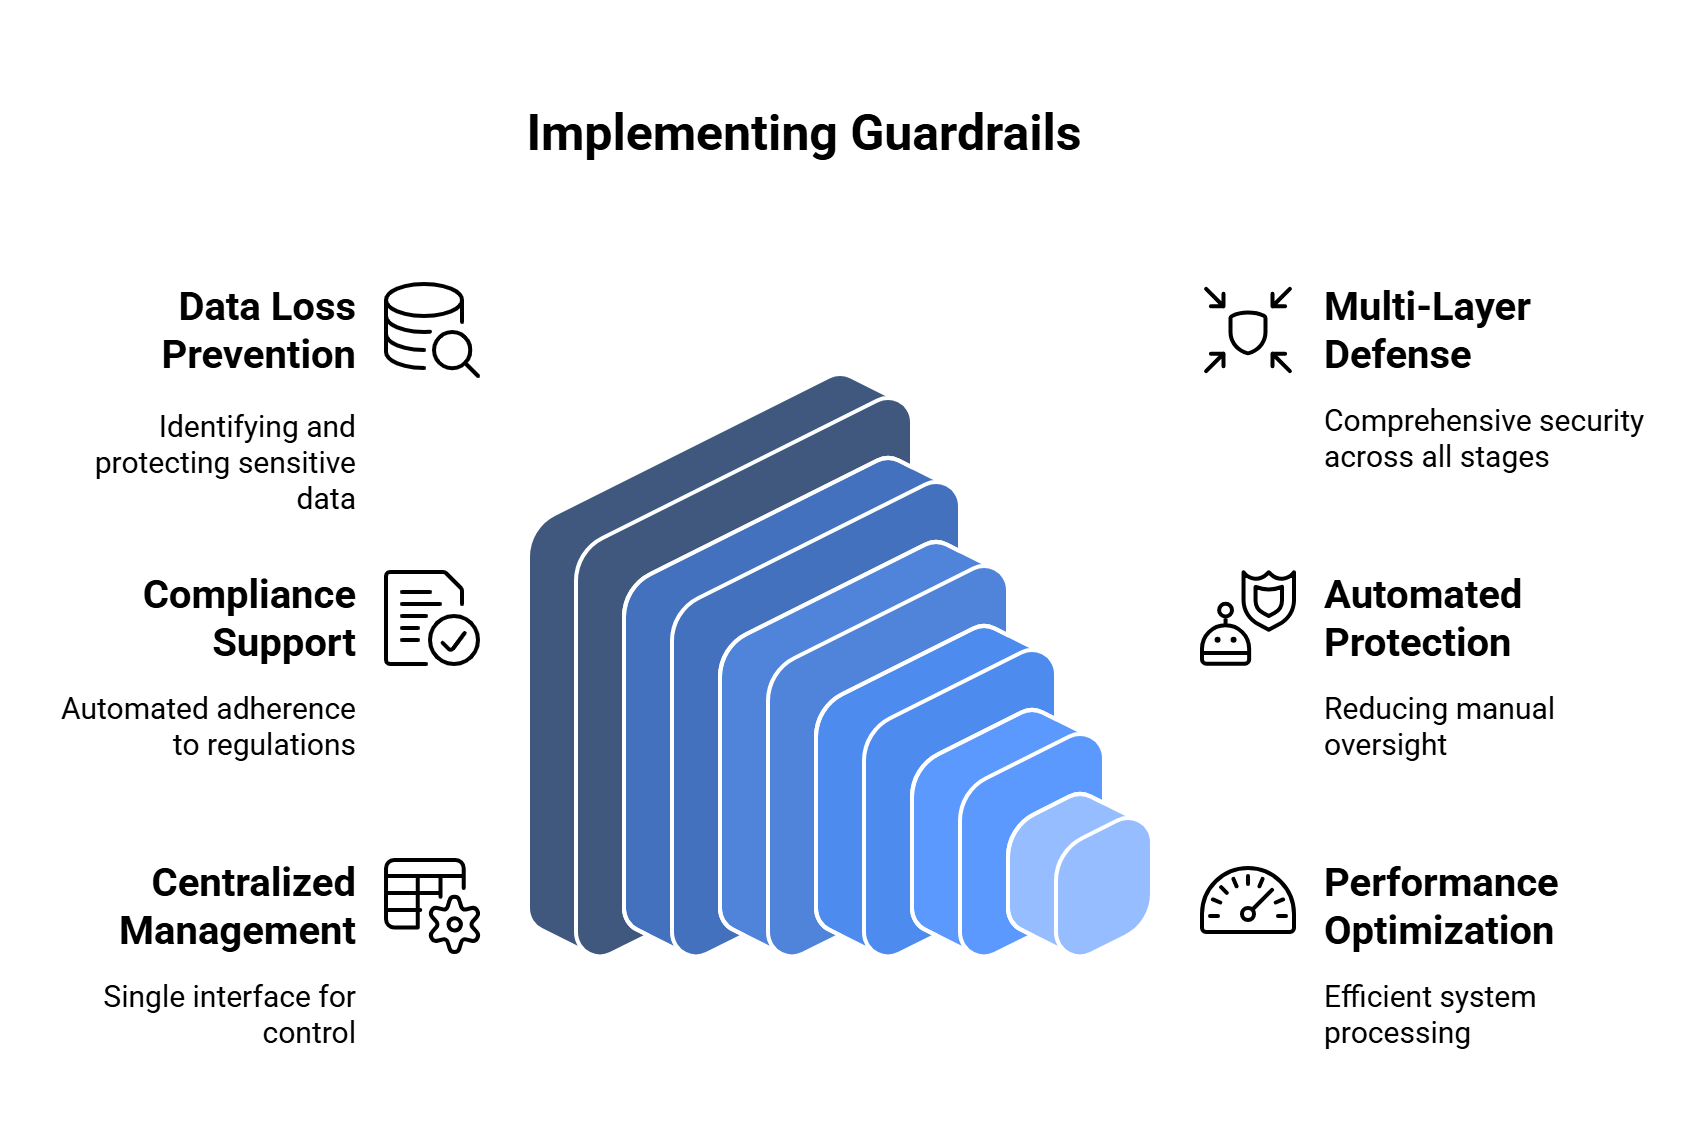 Implementing Guardrails
Data Loss
Prevention
Identifying and
protecting sensitive
data
Compliance
Support
Automated adherence
to regulations
Centralized
Management
Single interface for
control
Multi-Layer
Defense
Comprehensive security
across all stages
Automated
Protection
Reducing manual
oversight
Performance
Optimization
Efficient system
processing